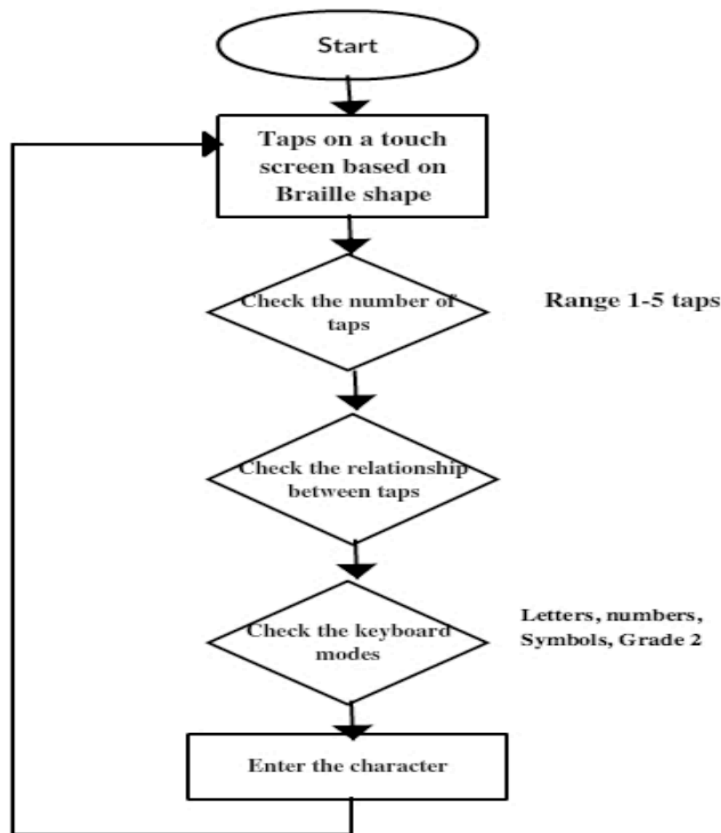 Start
Taps on a touch
screen based on
Braille shape
Check the number of
taps
Range 1-5 taps
Check the relationship
between taps
Check the keyboard
modes
Letters, numbers,
Symbols, Grade 2
Enter the character